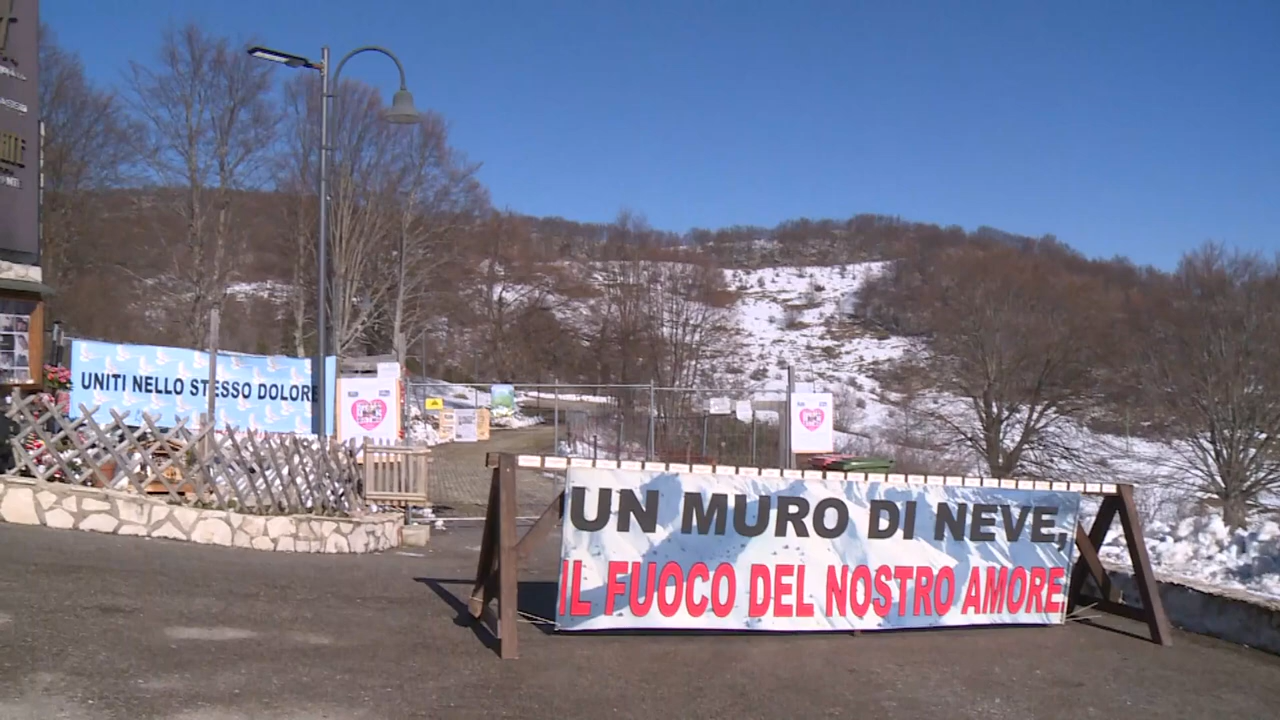 UNITI NELLO STESSO DOLORE
UN MURO DI NEVE,
IL FUOCO DEL NOSTRO AMORE